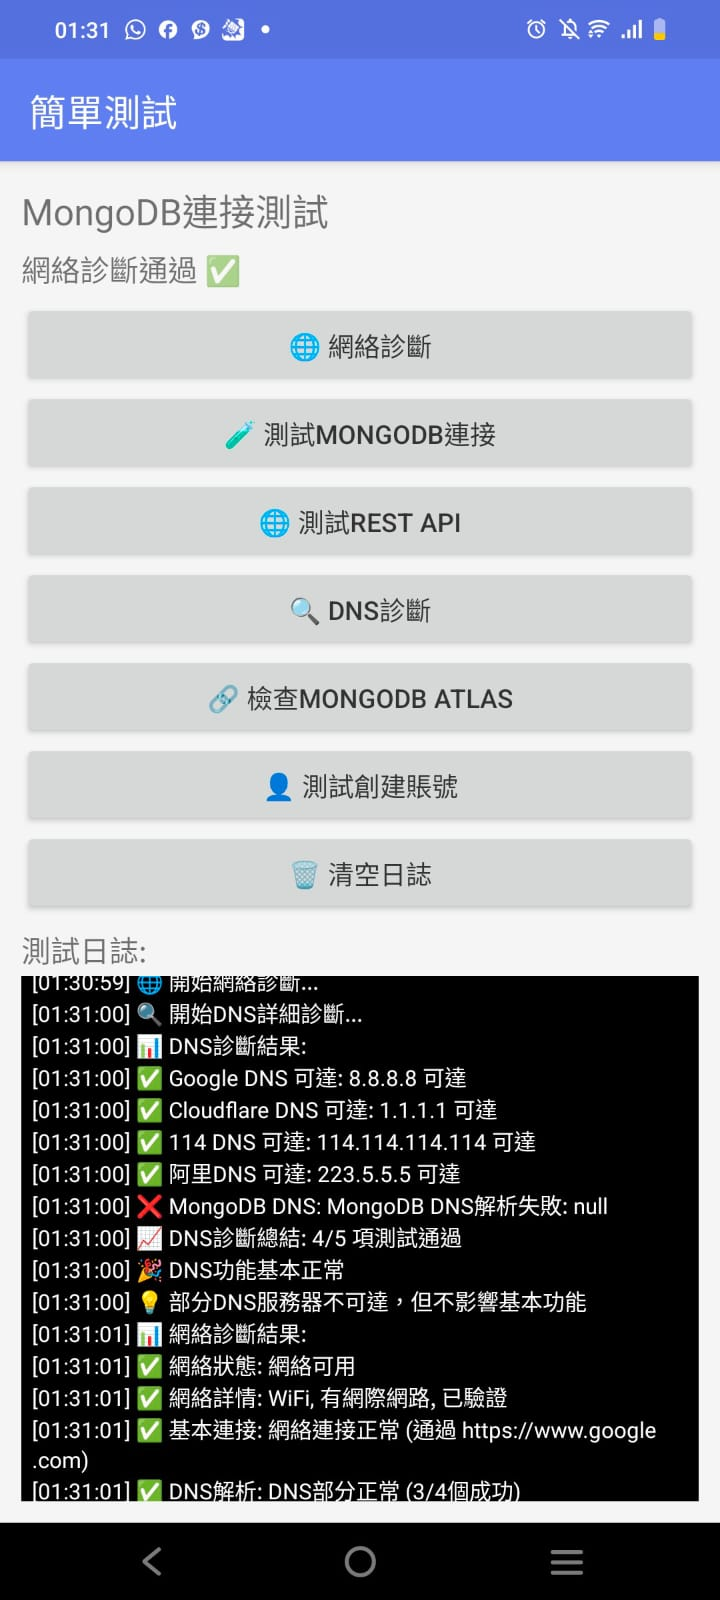 01:31
簡單測試
MongoDB連接測試
網絡診斷通過 ✅
🌐 網絡診斷
🧪 測試MONGODB連接
🌐 測試REST API
🔍 DNS診斷
🔗 檢查MONGODB ATLAS
👤 測試創建賬號
🗑️ 清空日誌
測試日誌:
[01:30:59] 🌐 開始網絡診斷...
[01:31:00] 🔍 開始DNS詳細診斷...
[01:31:00] 📊 DNS診斷結果:
[01:31:00] ✅ Google DNS 可達: 8.8.8.8 可達
[01:31:00] ✅ Cloudflare DNS 可達: 1.1.1.1 可達
[01:31:00] ✅ 114 DNS 可達: 114.114.114.114 可達
[01:31:00] ✅ 阿里DNS 可達: 223.5.5.5 可達
[01:31:00] ❌ MongoDB DNS: MongoDB DNS解析失敗: null
[01:31:00] 📈 DNS診斷總結: 4/5 項測試通過
[01:31:00] 🎉 DNS功能基本正常
[01:31:00] 💡 部分DNS服務器不可達，但不影響基本功能
[01:31:01] 📊 網絡診斷結果:
[01:31:01] ✅ 網絡狀態: 網絡可用
[01:31:01] ✅ 網絡詳情: WiFi, 有網際網路, 已驗證
[01:31:01] ✅ 基本連接: 網絡連接正常 (通過 https://www.google
.com)
[01:31:01] ✅ DNS解析: DNS部分正常 (3/4個成功)